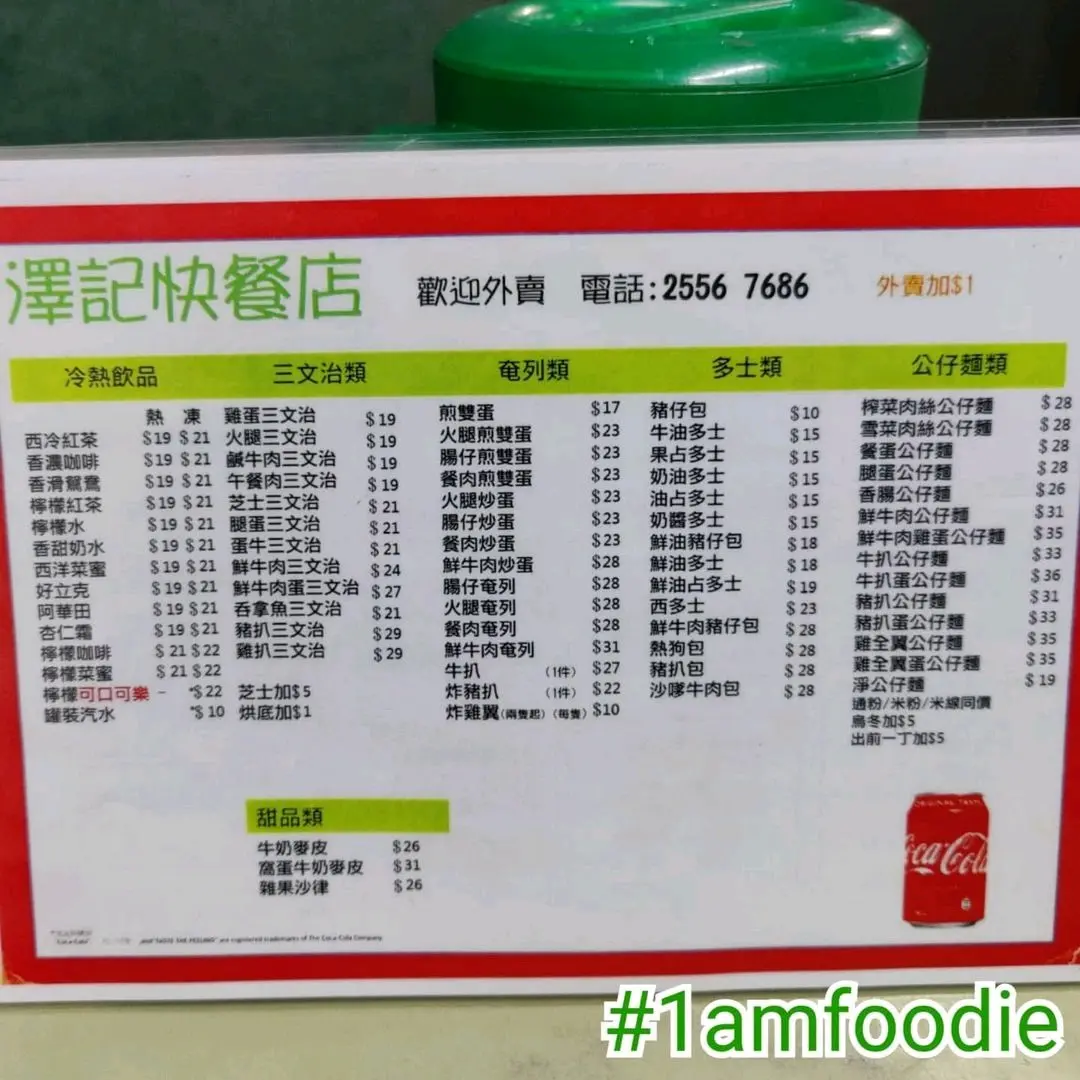 澤記快餐店 歡迎外賣 電話:2556 7686 外賣加$1
冷熱飲品
熱 凍
西冷紅茶 $19 $21
香濃咖啡 $19 $21
香滑鴛鴦 $19 $21
檸檬紅茶 $19 $21
檸檬水 $19 $21
香甜奶水 $19 $21
西洋菜蜜 $19 $21
好立克 $19 $21
阿華田 $19 $21
杏仁霜 $19 $21
檸檬咖啡 $21 $22
檸檬菜蜜 $21 $22
檸檬可口可樂 – *$22
罐裝汽水 *$10
三文治類
雞蛋三文治 $19
火腿三文治 $19
鹹牛肉三文治 $19
午餐肉三文治 $19
芝士三文治 $21
腿蛋三文治 $21
蛋牛三文治 $21
鮮牛肉三文治 $24
鮮牛肉蛋三文治 $27
吞拿魚三文治 $21
豬扒三文治 $29
雞扒三文治 $29
芝士加$5
烘底加$1
奄列類
煎雙蛋 $17
火腿煎雙蛋 $23
腸仔煎雙蛋 $23
餐肉煎雙蛋 $23
火腿炒蛋 $23
腸仔炒蛋 $23
餐肉炒蛋 $23
鮮牛肉炒蛋 $28
腸仔奄列 $28
火腿奄列 $28
餐肉奄列 $28
鮮牛肉奄列 $31
牛扒 (1件) $27
炸豬扒 (1件) $22
炸雞翼(兩隻起) (每隻) $10
多士類
豬仔包 $10
牛油多士 $15
果占多士 $15
奶油多士 $15
油占多士 $15
奶醬多士 $15
鮮油豬仔包 $18
鮮油多士 $18
鮮油占多士 $19
西多士 $23
鮮牛肉豬仔包 $28
熱狗包 $28
豬扒包 $28
沙嗲牛肉包 $28
公仔麵類
榨菜肉絲公仔麵 $28
雪菜肉絲公仔麵 $28
餐蛋公仔麵 $28
腿蛋公仔麵 $28
香腸公仔麵 $26
鮮牛肉公仔麵 $31
鮮牛肉雞蛋公仔麵 $35
牛扒公仔麵 $33
牛扒蛋公仔麵 $36
豬扒公仔麵 $31
豬扒蛋公仔麵 $33
雞全翼公仔麵 $35
雞全翼蛋公仔麵 $35
淨公仔麵 $19
通粉/米粉/米線同價
烏冬加$5
出前一丁加$5
甜品類
牛奶麥皮 $26
窩蛋牛奶麥皮 $31
雜果沙律 $26
ORIGINAL TASTE
Coca-Cola
and "TASTE THE FEELING" are registered trademarks of The Coca-Cola Company
#1amfoodie